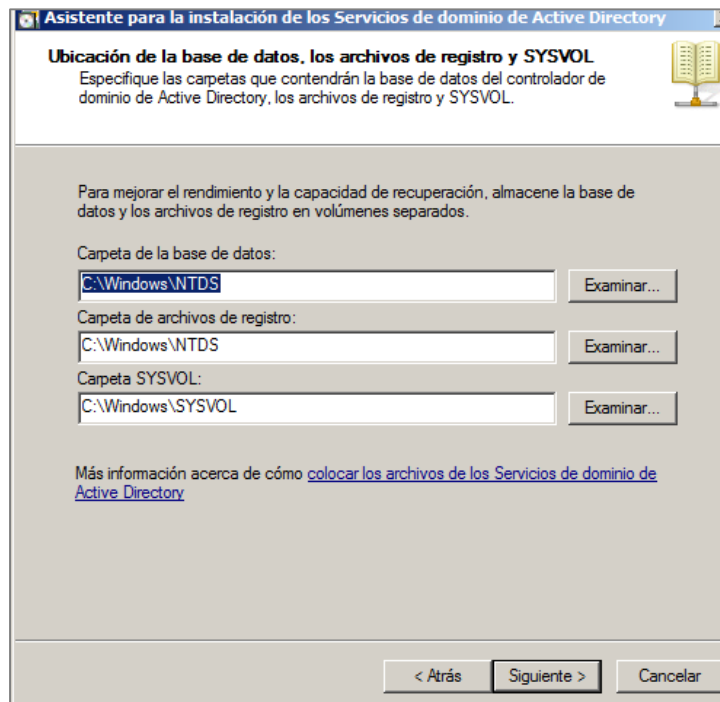 Asistente para la instalación de los Servicios de dominio de Active Directory
Ubicación de la base de datos, los archivos de registro y SYSVOL
Especifique las carpetas que contendrán la base de datos del controlador de
dominio de Active Directory, los archivos de registro y SYSVOL.
Para mejorar el rendimiento y la capacidad de recuperación, almacene la base de
datos y los archivos de registro en volúmenes separados.
Carpeta de la base de datos:
C:\Windows\NTDS
Examinar...
Carpeta de archivos de registro:
C:\Windows\NTDS
Examinar...
Carpeta SYSVOL:
C:\Windows\SYSVOL
Examinar...
Más información acerca de cómo colocar los archivos de los Servicios de dominio de
Active Directory
< Atrás Siguiente > Cancelar